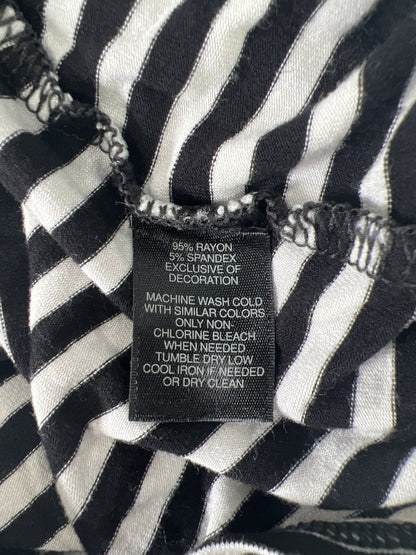 95% RAYON
5% SPANDEX
EXCLUSIVE OF
DECORATION
MACHINE WASH COLD
WITH SIMILAR COLORS
ONLY NON-
CHLORINE BLEACH
WHEN NEEDED
TUMBLE DRY LOW
COOL IRON IF NEEDED
OR DRY CLEAN